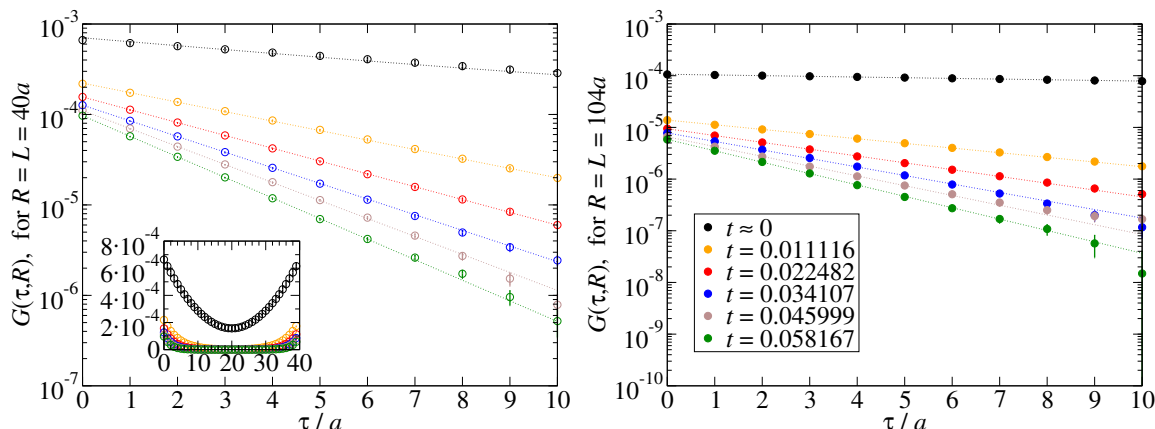 10^-3
10^-4
10^-5
10^-6
10^-7
G(τ,R), for R = L = 40a
0 1 2 3 4 5 6 7 8 9 10
τ / a
8·10^-4
6·10^-4
4·10^-4
2·10^-4
0
0 10 20 30 40
10^-3
10^-4
10^-5
10^-6
10^-7
10^-8
10^-9
10^-10
G(τ,R), for R = L = 104a
t ≈ 0
t = 0.011116
t = 0.022482
t = 0.034107
t = 0.045999
t = 0.058167
0 1 2 3 4 5 6 7 8 9 10
τ / a